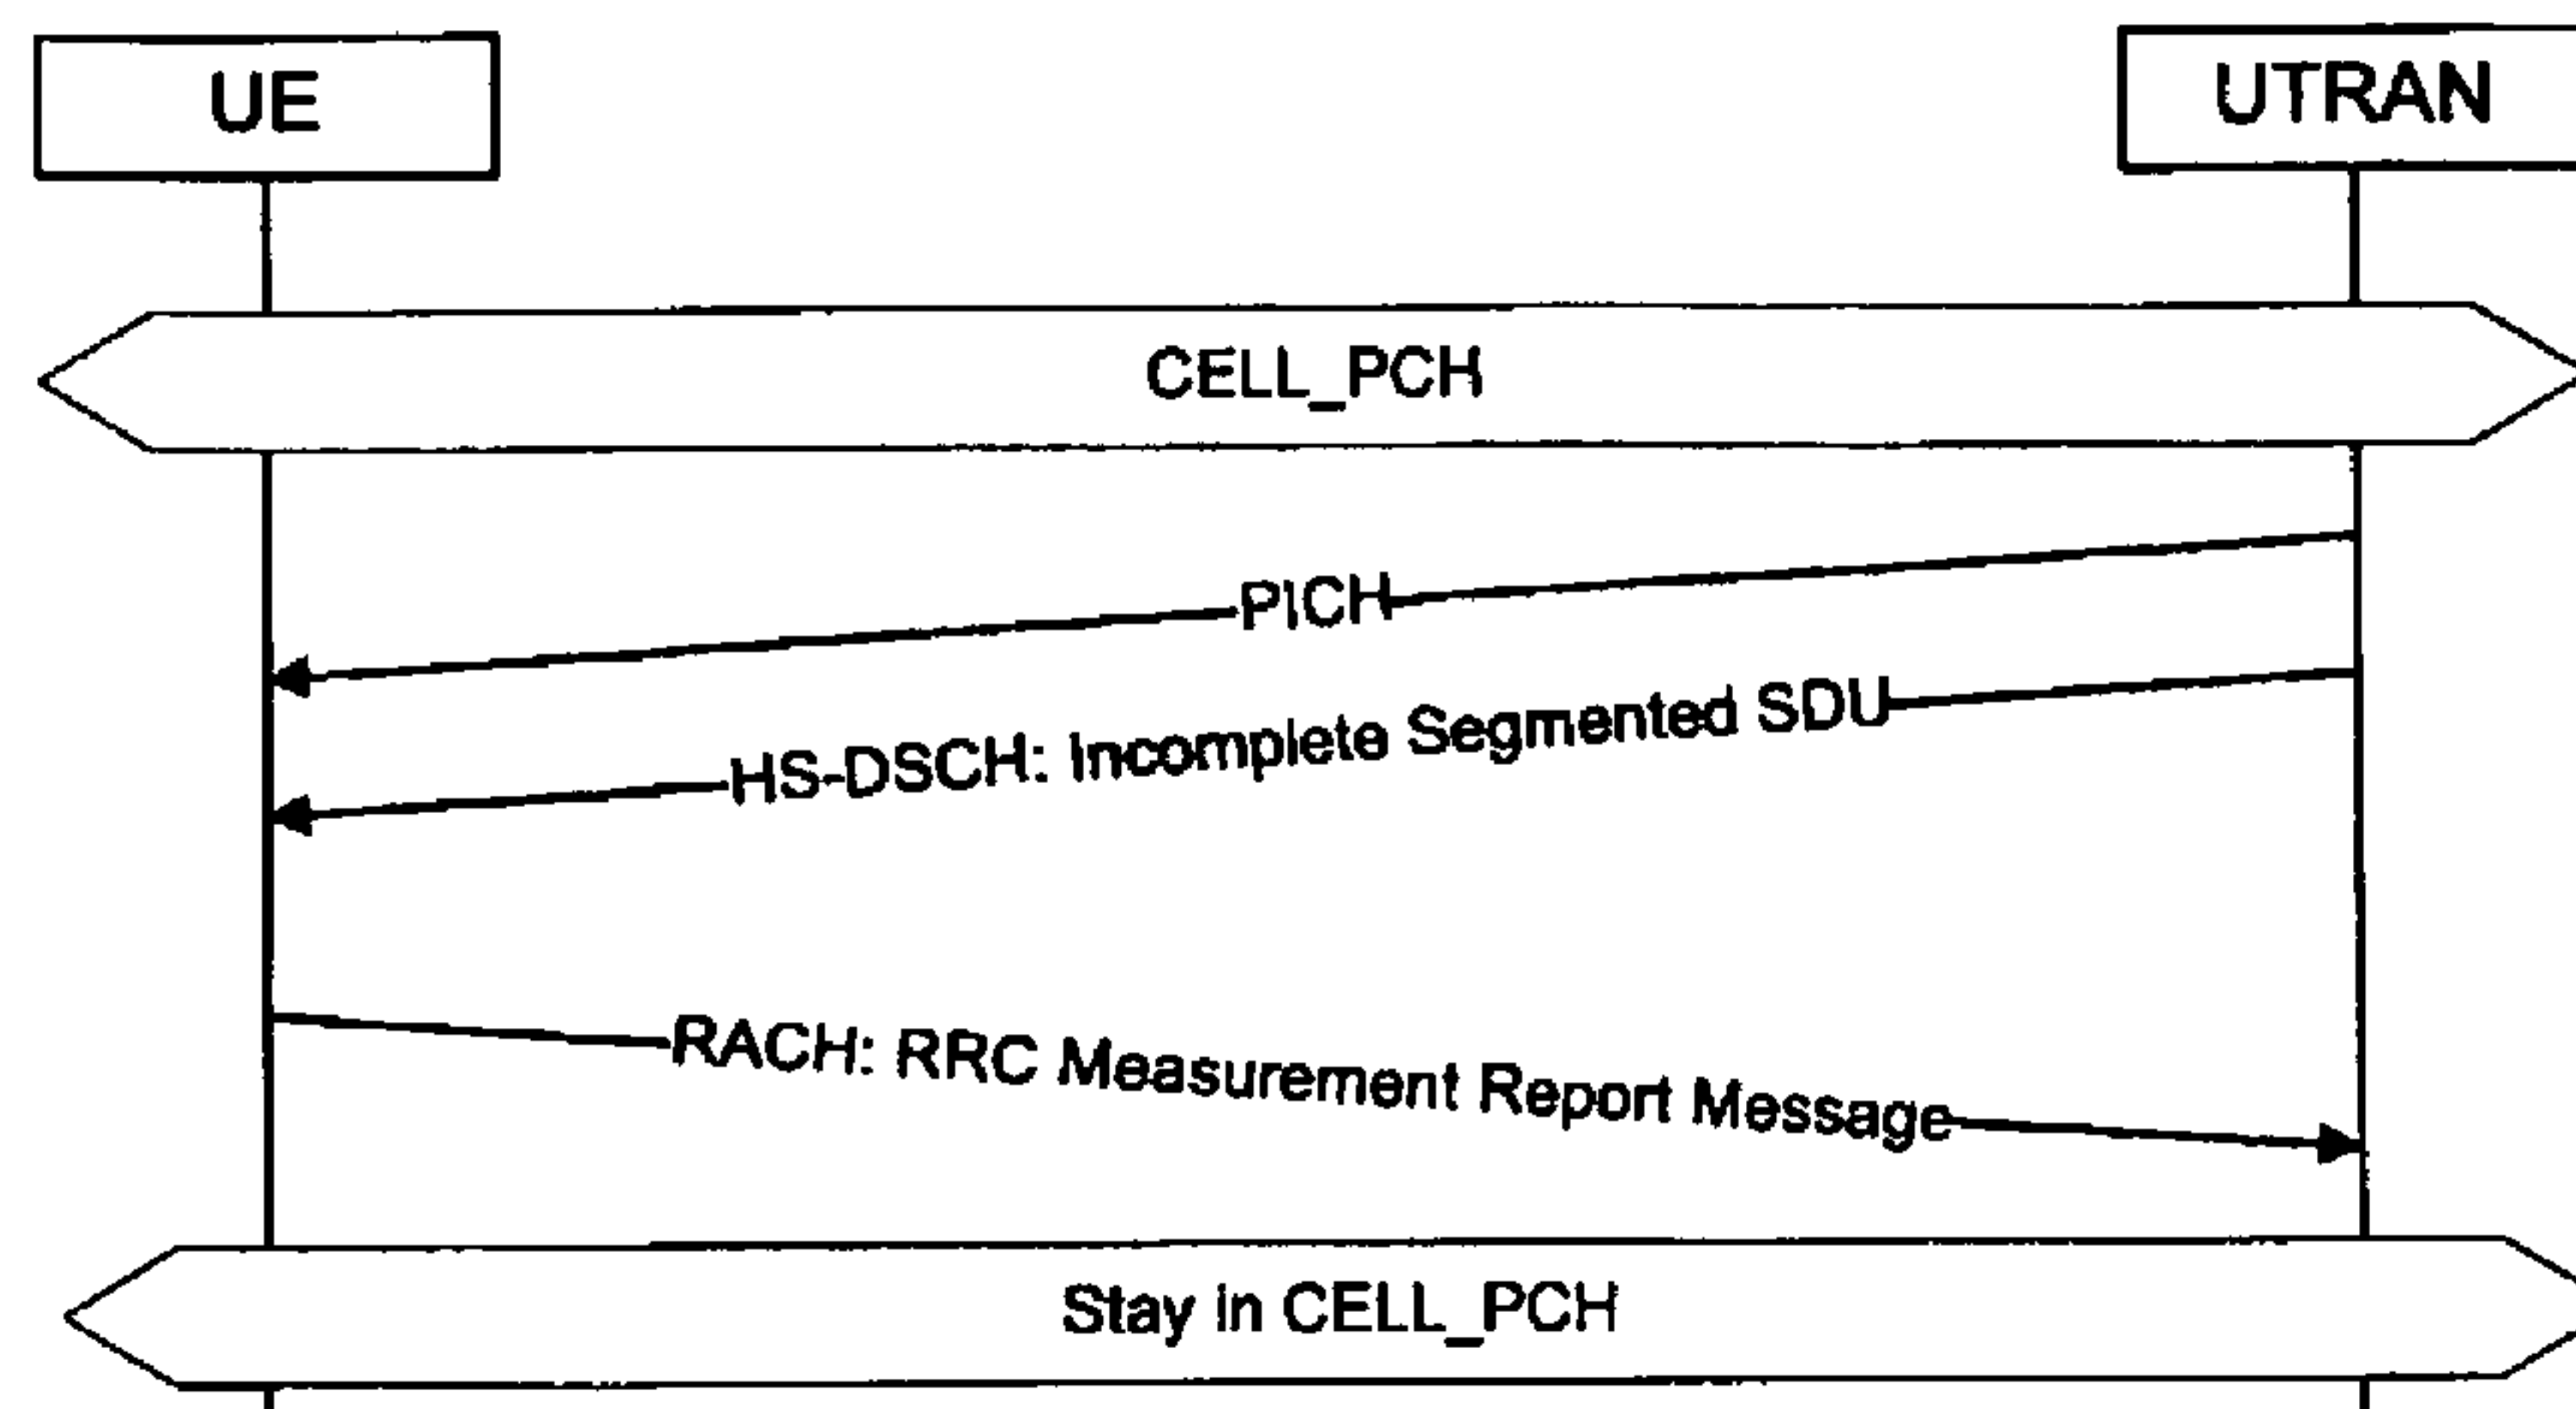 UE
UTRAN
CELL_PCH
PICH
HS-DSCH: Incomplete Segmented SDU
RACH: RRC Measurement Report Message
Stay in CELL_PCH